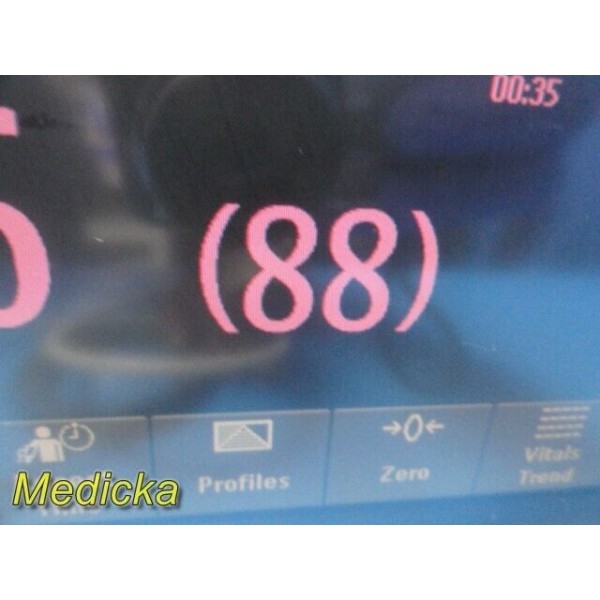 00:35
(88)
Profiles
Zero
Vitals
Trend
Medicka